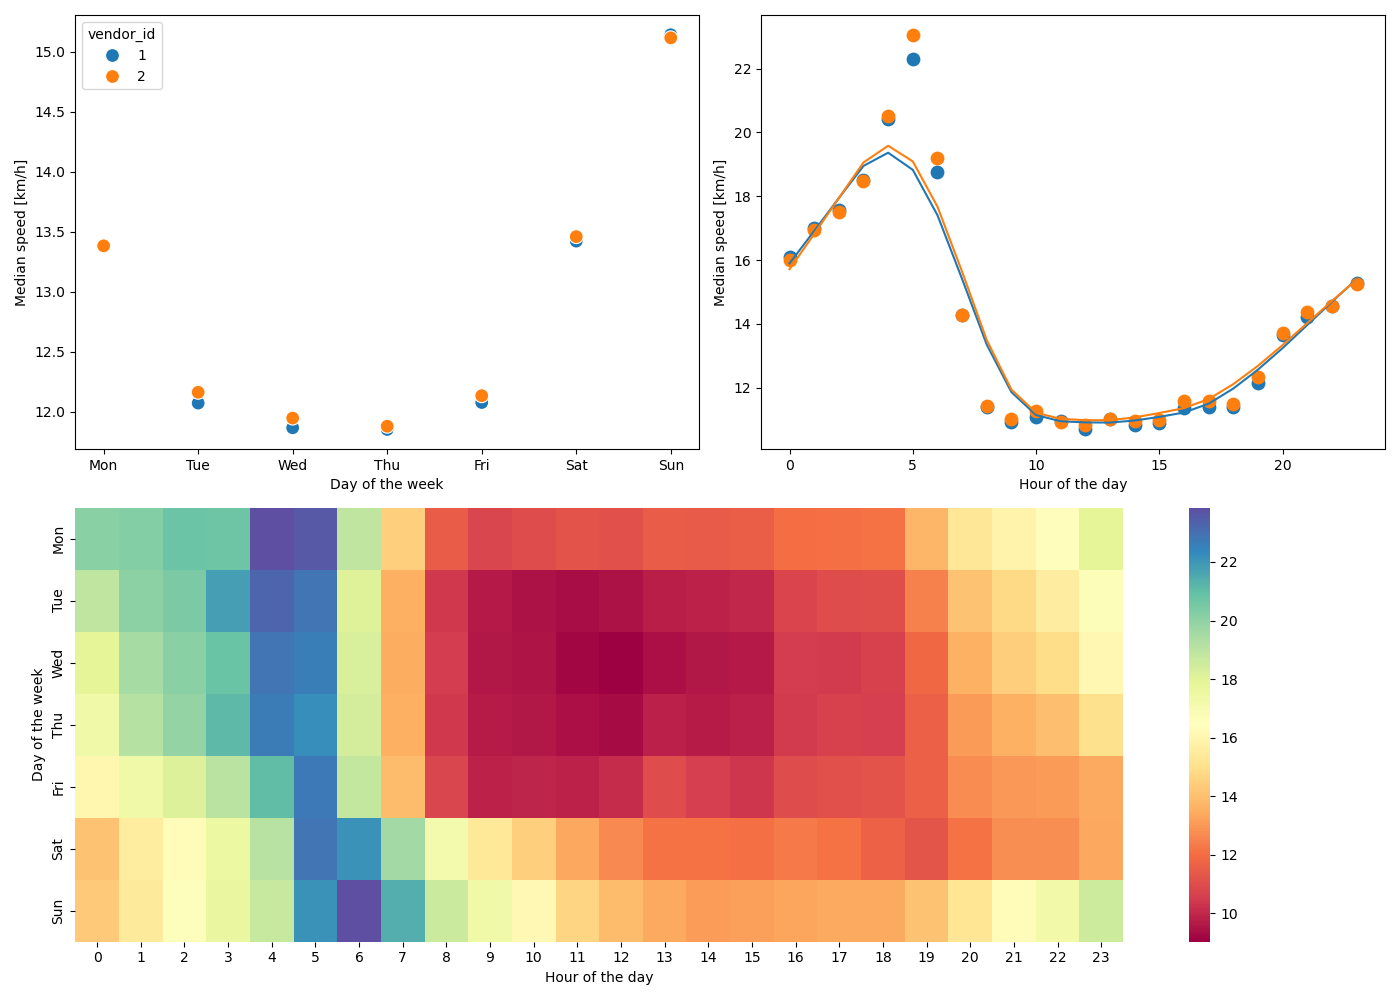 vendor_id
1
2
15.0
14.5
14.0
13.5
13.0
12.5
12.0
Median speed [km/h]
Mon Tue Wed Thu Fri Sat Sun
Day of the week
22
20
18
16
14
12
Median speed [km/h]
0 5 10 15 20
Hour of the day
Mon
Tue
Wed
Thu
Fri
Sat
Sun
Day of the week
0 1 2 3 4 5 6 7 8 9 10 11 12 13 14 15 16 17 18 19 20 21 22 23
Hour of the day
22
20
18
16
14
12
10